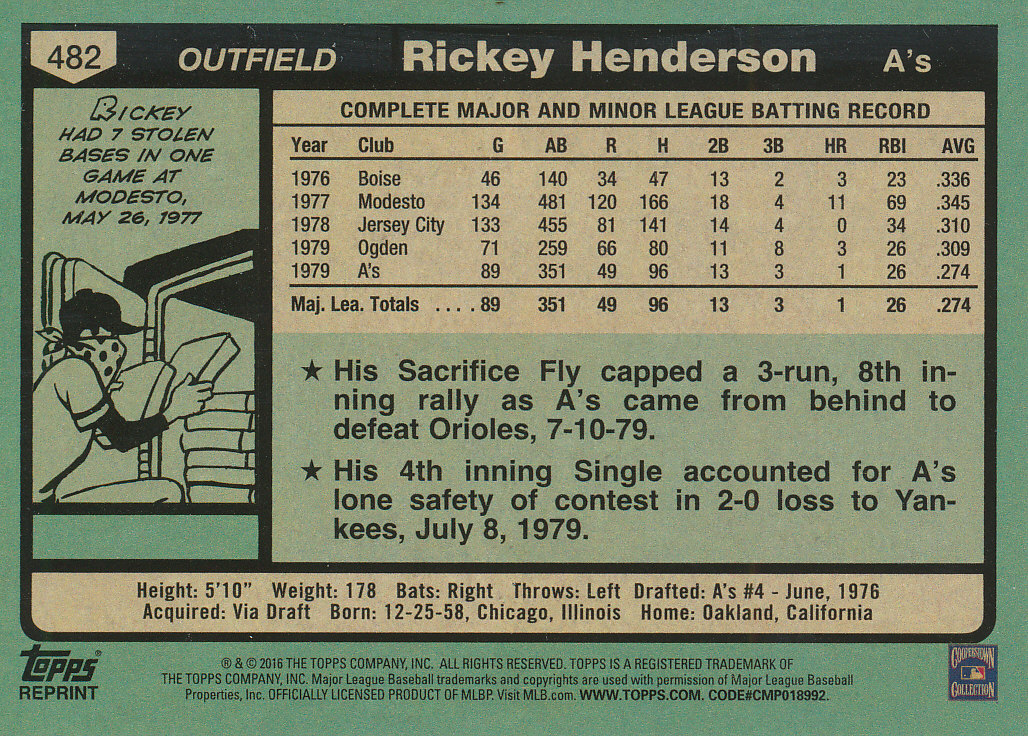 482 OUTFIELD Rickey Henderson A's
RICKEY
HAD 7 STOLEN
BASES IN ONE
GAME AT
MODESTO,
MAY 26, 1977
COMPLETE MAJOR AND MINOR LEAGUE BATTING RECORD
Year Club G AB R H 2B 3B HR RBI AVG
1976 Boise 46 140 34 47 13 2 3 23 .336
1977 Modesto 134 481 120 166 18 4 11 69 .345
1978 Jersey City 133 455 81 141 14 4 0 34 .310
1979 Ogden 71 259 66 80 11 8 3 26 .309
1979 A's 89 351 49 96 13 3 1 26 .274
Maj. Lea. Totals . . . . 89 351 49 96 13 3 1 26 .274
★ His Sacrifice Fly capped a 3-run, 8th in-
ning rally as A's came from behind to
defeat Orioles, 7-10-79.
★ His 4th inning Single accounted for A's
lone safety of contest in 2-0 loss to Yan-
kees, July 8, 1979.
Height: 5'10" Weight: 178 Bats: Right Throws: Left Drafted: A's #4 - June, 1976
Acquired: Via Draft Born: 12-25-58, Chicago, Illinois Home: Oakland, California
Topps®
REPRINT
® & © 2016 THE TOPPS COMPANY, INC. ALL RIGHTS RESERVED. TOPPS IS A REGISTERED TRADEMARK OF
THE TOPPS COMPANY, INC. Major League Baseball trademarks and copyrights are used with permission of Major League Baseball
Properties, Inc. OFFICIALLY LICENSED PRODUCT OF MLBP. Visit MLB.com. WWW.TOPPS.COM. CODE#CMP018992.
COOPERSTOWN
COLLECTION